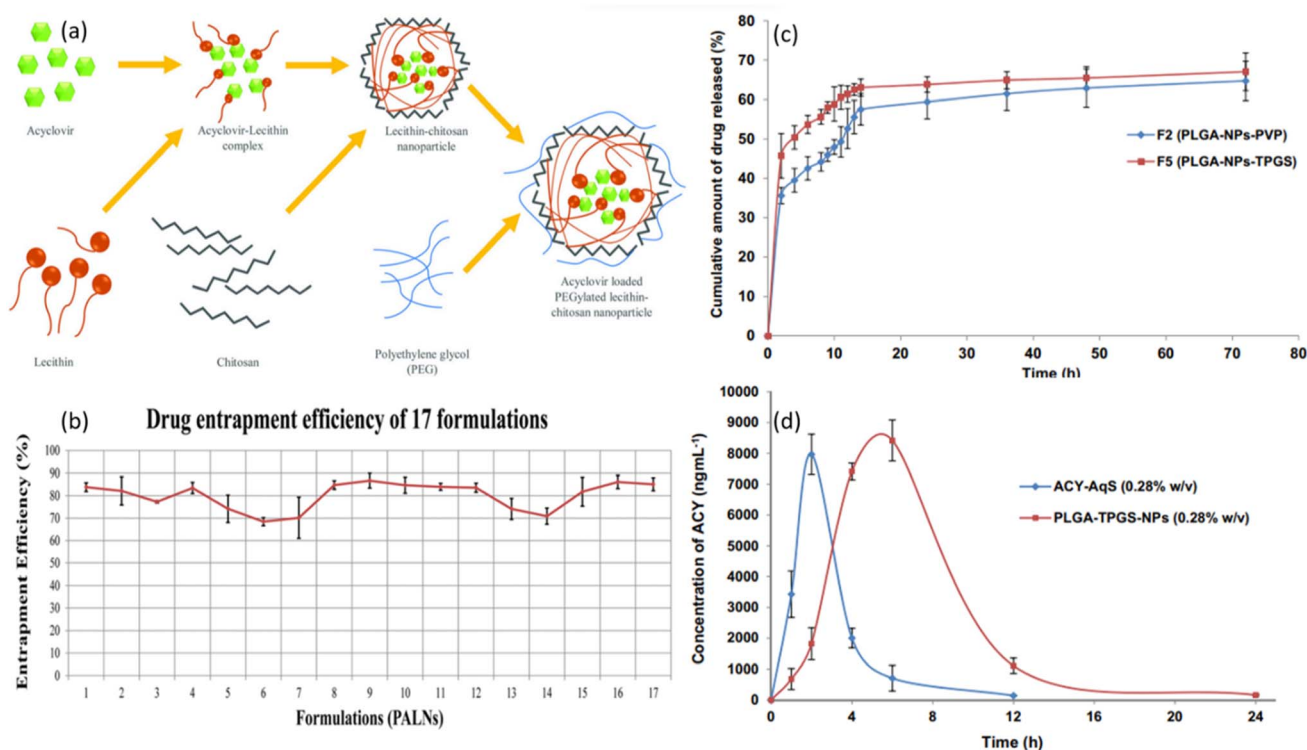 (a)
Acyclovir
Acyclovir-Lecithin
complex
Lecithin-chitosan
nanoparticle
Lecithin
Chitosan
Polyethylene glycol
(PEG)
Acyclovir loaded
PEGylated lecithin-
chitosan nanoparticle
(b)
Drug entrapment efficiency of 17 formulations
Entrapment Efficiency (%)
100
90
80
70
60
50
40
30
20
10
0
1 2 3 4 5 6 7 8 9 10 11 12 13 14 15 16 17
Formulations (PALNs)
(c)
Cumulative amount of drug released (%)
80
70
60
50
40
30
20
10
0
0 10 20 30 40 50 60 70 80
Time (h)
F2 (PLGA-NPs-PVP)
F5 (PLGA-NPs-TPGS)
(d)
Concentration of ACY (ngmL⁻¹)
10000
9000
8000
7000
6000
5000
4000
3000
2000
1000
0
0 4 8 12 16 20 24
Time (h)
ACY-AqS (0.28% w/v)
PLGA-TPGS-NPs (0.28% w/v)